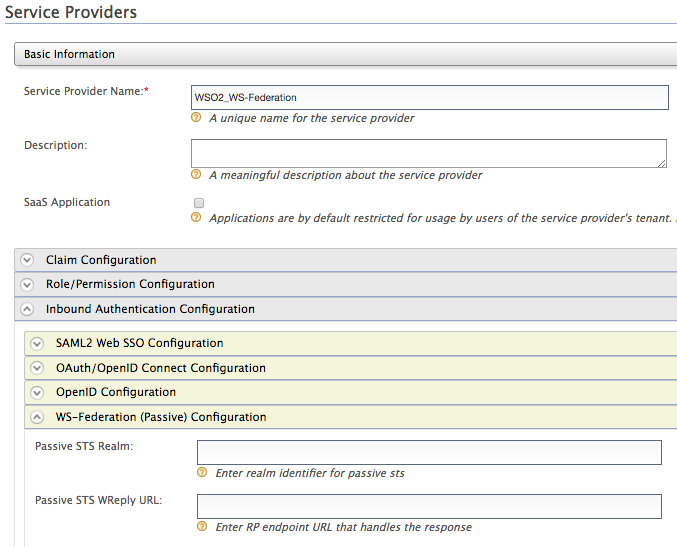 Service Providers
Basic Information
Service Provider Name:*
WSO2_WS-Federation
? A unique name for the service provider
Description:
? A meaningful description about the service provider
SaaS Application
? Applications are by default restricted for usage by users of the service provider's tenant.
Claim Configuration
Role/Permission Configuration
Inbound Authentication Configuration
SAML2 Web SSO Configuration
OAuth/OpenID Connect Configuration
OpenID Configuration
WS-Federation (Passive) Configuration
Passive STS Realm:
? Enter realm identifier for passive sts
Passive STS WReply URL:
? Enter RP endpoint URL that handles the response